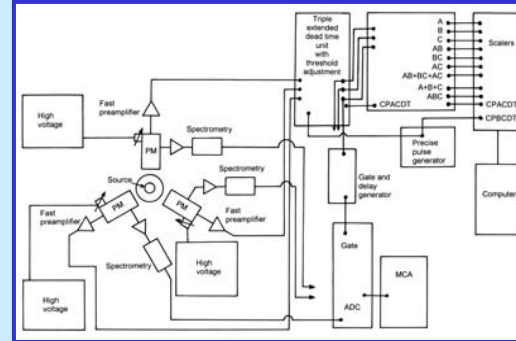 Triple
extended
dead time
unit
with
threshold
adjustment
A
B
C
AB
BC
AC
AB+BC+AC
A+B+C
ABC
CPACDT
Scalers
CPACDT
CPBCDT
High
voltage
Fast
preamplifier
PM
Spectrometry
Precise
pulse
generator
Computer
Source
Spectrometry
Gate and
delay
generator
Fast
preamplifier
PM
PM
Fast
preamplifier
Spectrometry
High
voltage
High
voltage
Gate
ADC
MCA